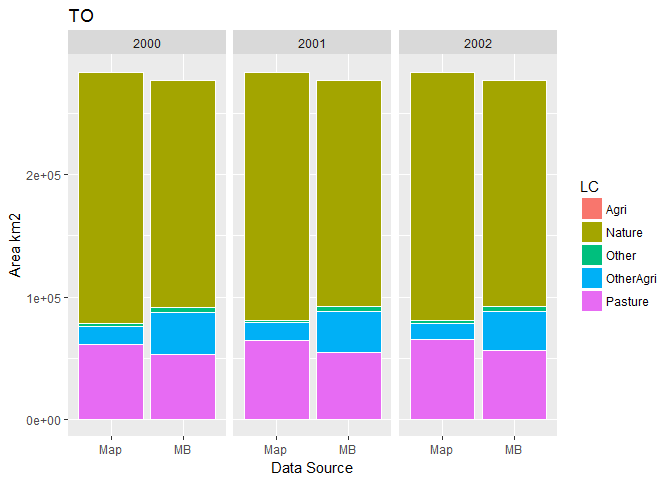 TO
2000 2001 2002
Area km2
2e+05
1e+05
0e+00
Map MB Map MB Map MB
Data Source
LC
Agri
Nature
Other
OtherAgri
Pasture